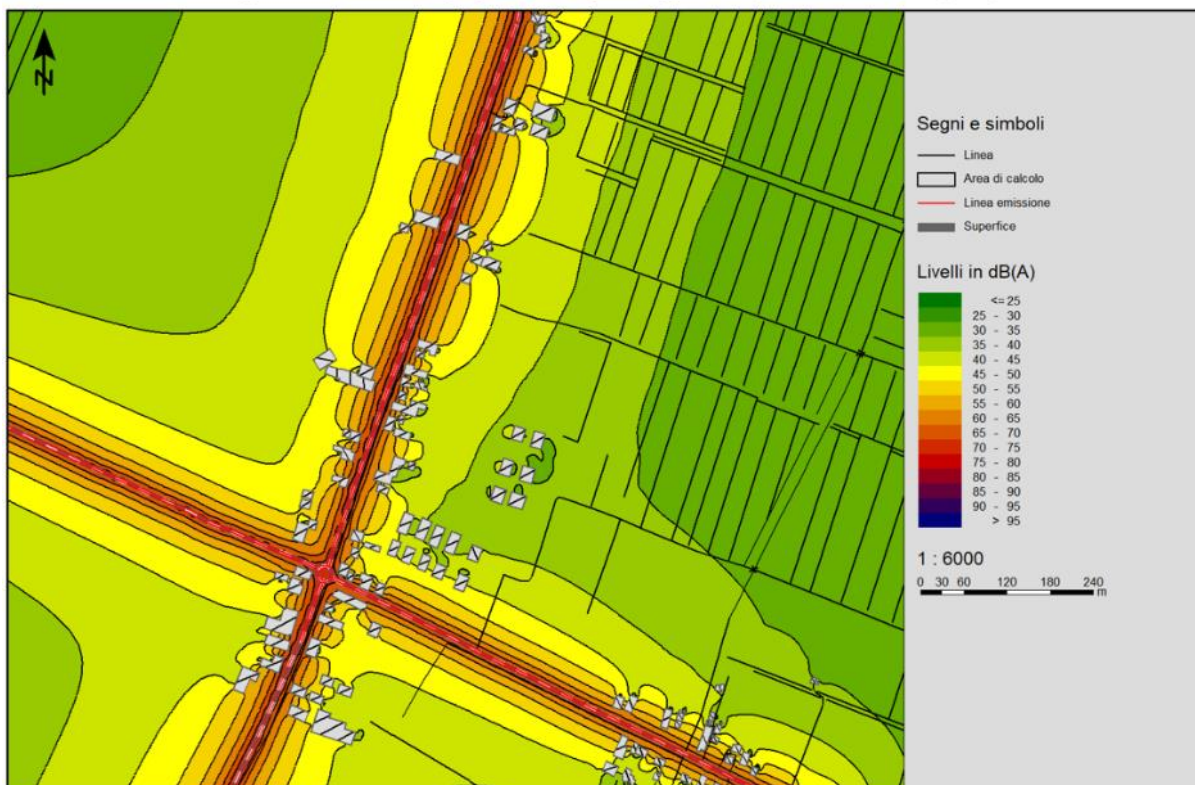 N
Segni e simboli
Linea
Area di calcolo
Linea emissione
Superfice
Livelli in dB(A)
<= 25
25 - 30
30 - 35
35 - 40
40 - 45
45 - 50
50 - 55
55 - 60
60 - 65
65 - 70
70 - 75
75 - 80
80 - 85
85 - 90
90 - 95
> 95
1 : 6000
0 30 60 120 180 240
m